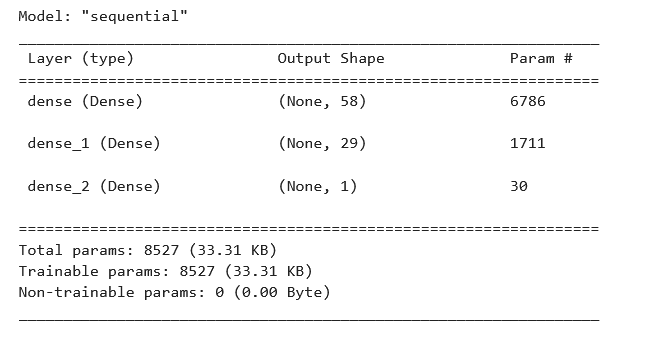 Model: "sequential"
_________________________________________________________________
Layer (type) Output Shape Param #
=================================================================
dense (Dense) (None, 58) 6786
dense_1 (Dense) (None, 29) 1711
dense_2 (Dense) (None, 1) 30
=================================================================
Total params: 8527 (33.31 KB)
Trainable params: 8527 (33.31 KB)
Non-trainable params: 0 (0.00 Byte)
_________________________________________________________________